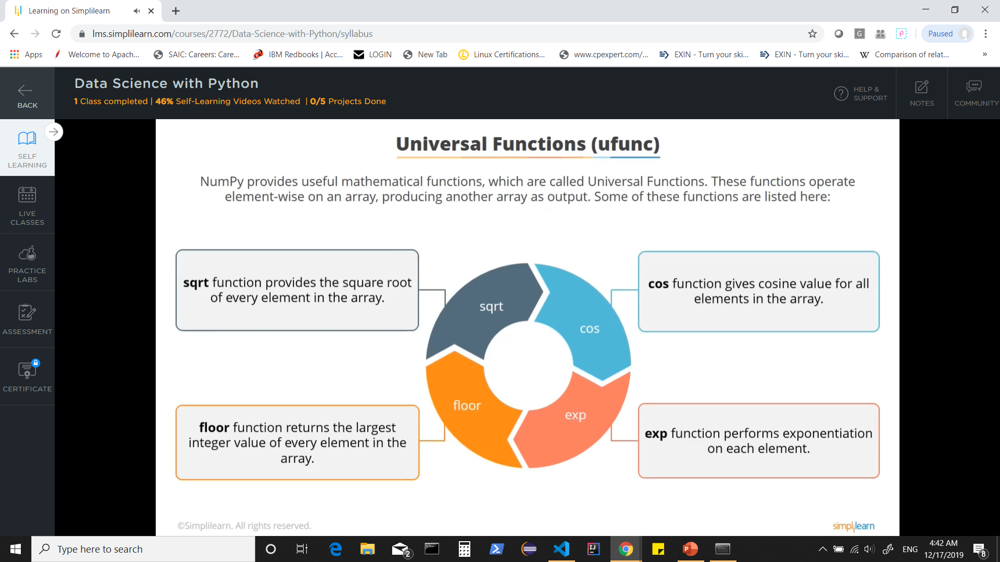 Learning on Simplilearn
lms.simplilearn.com/courses/2772/Data-Science-with-Python/syllabus
Paused
Apps
Welcome to Apach...
SAIC: Careers: Care...
IBM Redbooks | Acc...
LOGIN
New Tab
Linux Certifications...
www.cpexpert.com/...
EXIN - Turn your ski...
EXIN - Turn your ski...
Comparison of relat...
»
BACK
Data Science with Python
1 Class completed | 46% Self-Learning Videos Watched | 0/5 Projects Done
HELP &
SUPPORT
NOTES
COMMUNITY
SELF
LEARNING
LIVE
CLASSES
PRACTICE
LABS
ASSESSMENT
CERTIFICATE
Universal Functions (ufunc)
NumPy provides useful mathematical functions, which are called Universal Functions. These functions operate
element-wise on an array, producing another array as output. Some of these functions are listed here:
sqrt function provides the square root
of every element in the array.
cos function gives cosine value for all
elements in the array.
sqrt
cos
floor
exp
floor function returns the largest
integer value of every element in the
array.
exp function performs exponentiation
on each element.
©Simplilearn. All rights reserved.
simplilearn
Type here to search
2
ENG
4:42 AM
12/17/2019
8